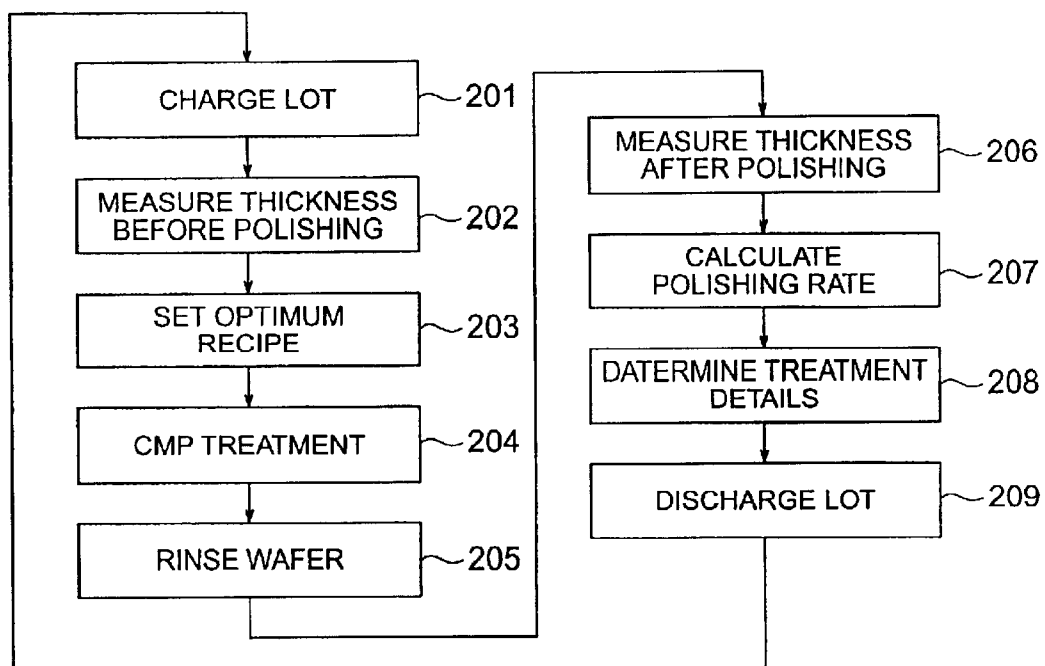 CHARGE LOT
201
MEASURE THICKNESS
BEFORE POLISHING
202
SET OPTIMUM
RECIPE
203
CMP TREATMENT
204
RINSE WAFER
205
MEASURE THICKNESS
AFTER POLISHING
206
CALCULATE
POLISHING RATE
207
DATERMINE TREATMENT
DETAILS
208
DISCHARGE LOT
209